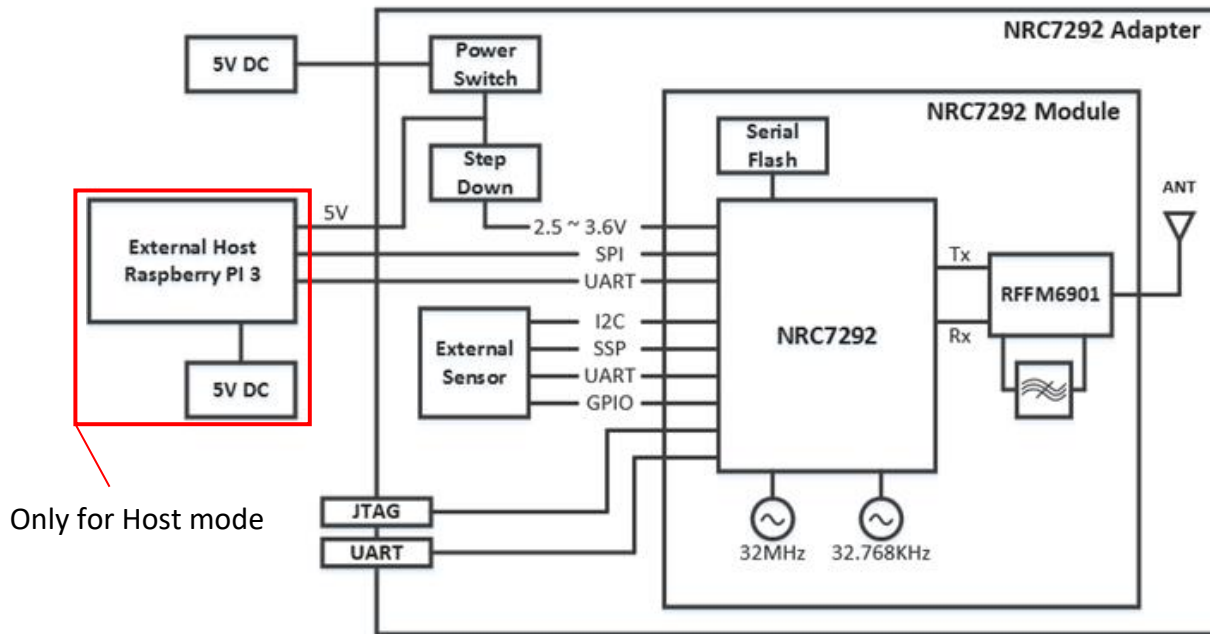 NRC7292 Adapter
5V DC
Power
Switch
NRC7292 Module
Serial
Flash
Step
Down
ANT
5V
2.5 ~ 3.6V
External Host
Raspberry PI 3
SPI
UART
Tx
RFFM6901
Rx
NRC7292
I2C
External
Sensor
SSP
UART
GPIO
5V DC
Only for Host mode
JTAG
UART
32MHz
32.768KHz